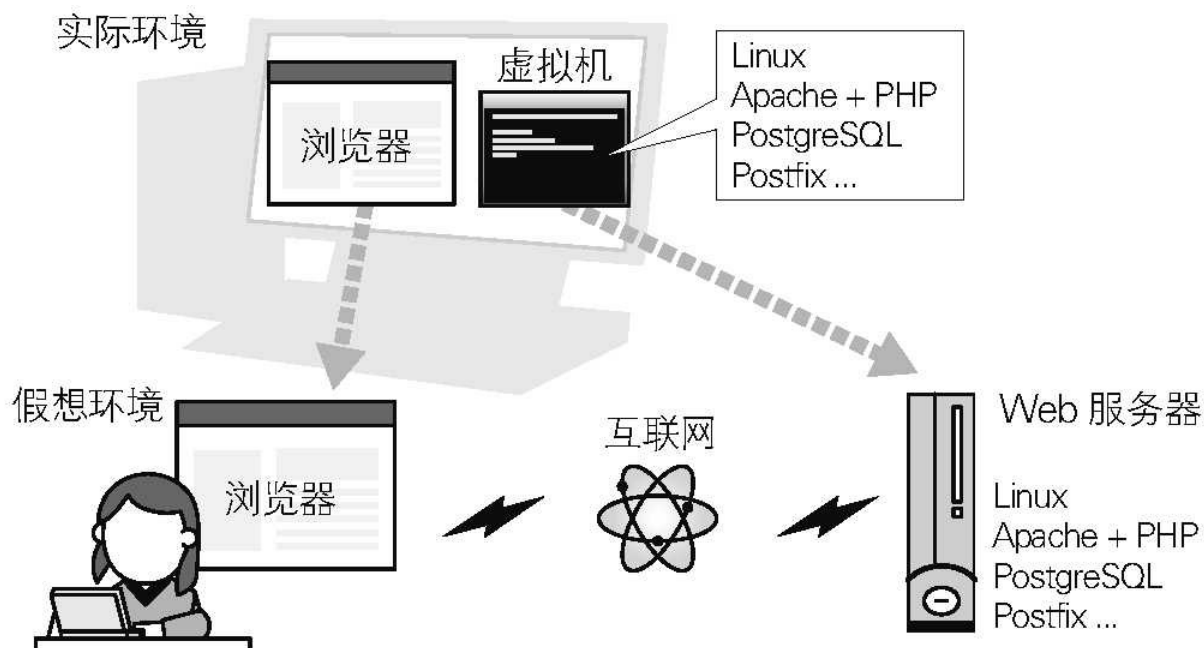 实际环境
浏览器
虚拟机
Linux
Apache + PHP
PostgreSQL
Postfix ...
假想环境
浏览器
互联网
Web 服务器
Linux
Apache + PHP
PostgreSQL
Postfix ...